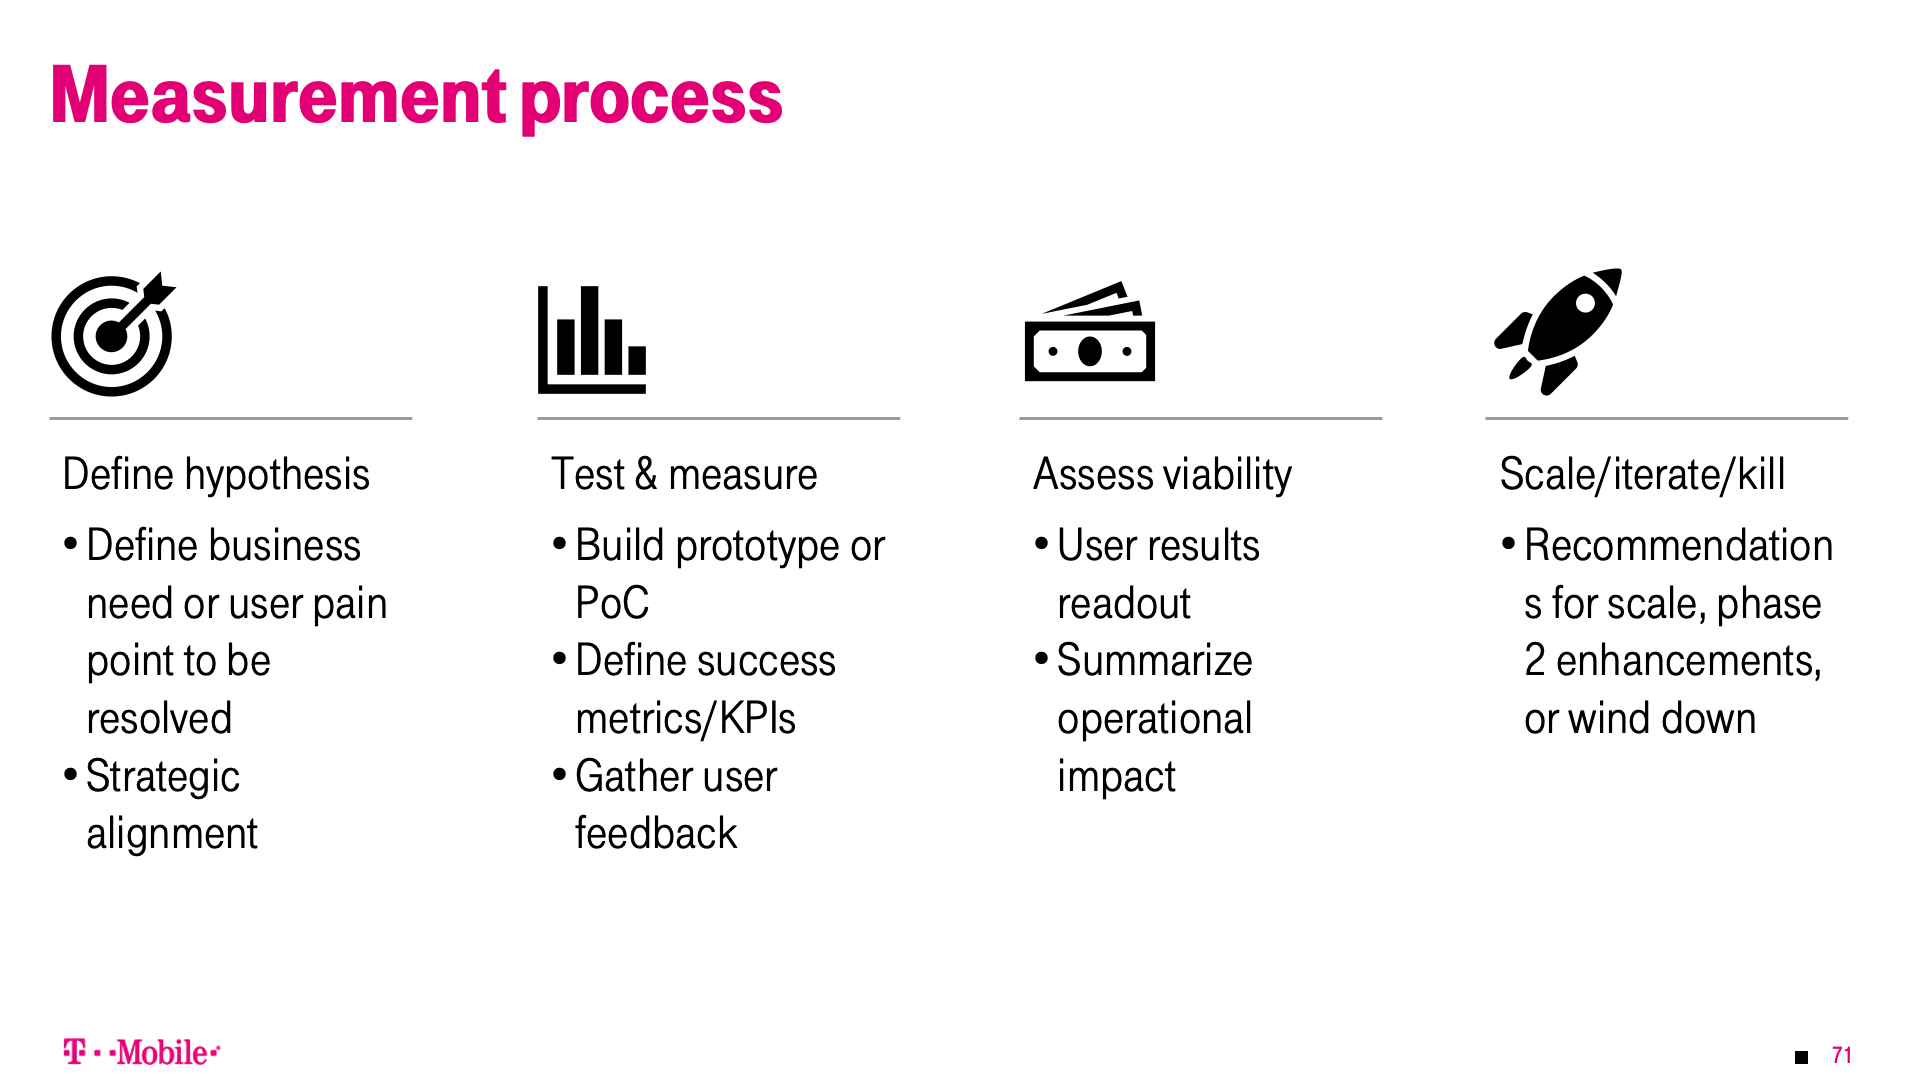 Measurement process
Define hypothesis
• Define business
need or user pain
point to be
resolved
• Strategic
alignment
Test & measure
• Build prototype or
PoC
• Define success
metrics/KPIs
• Gather user
feedback
Assess viability
• User results
readout
• Summarize
operational
impact
Scale/iterate/kill
• Recommendation
s for scale, phase
2 enhancements,
or wind down
T··Mobile·
71